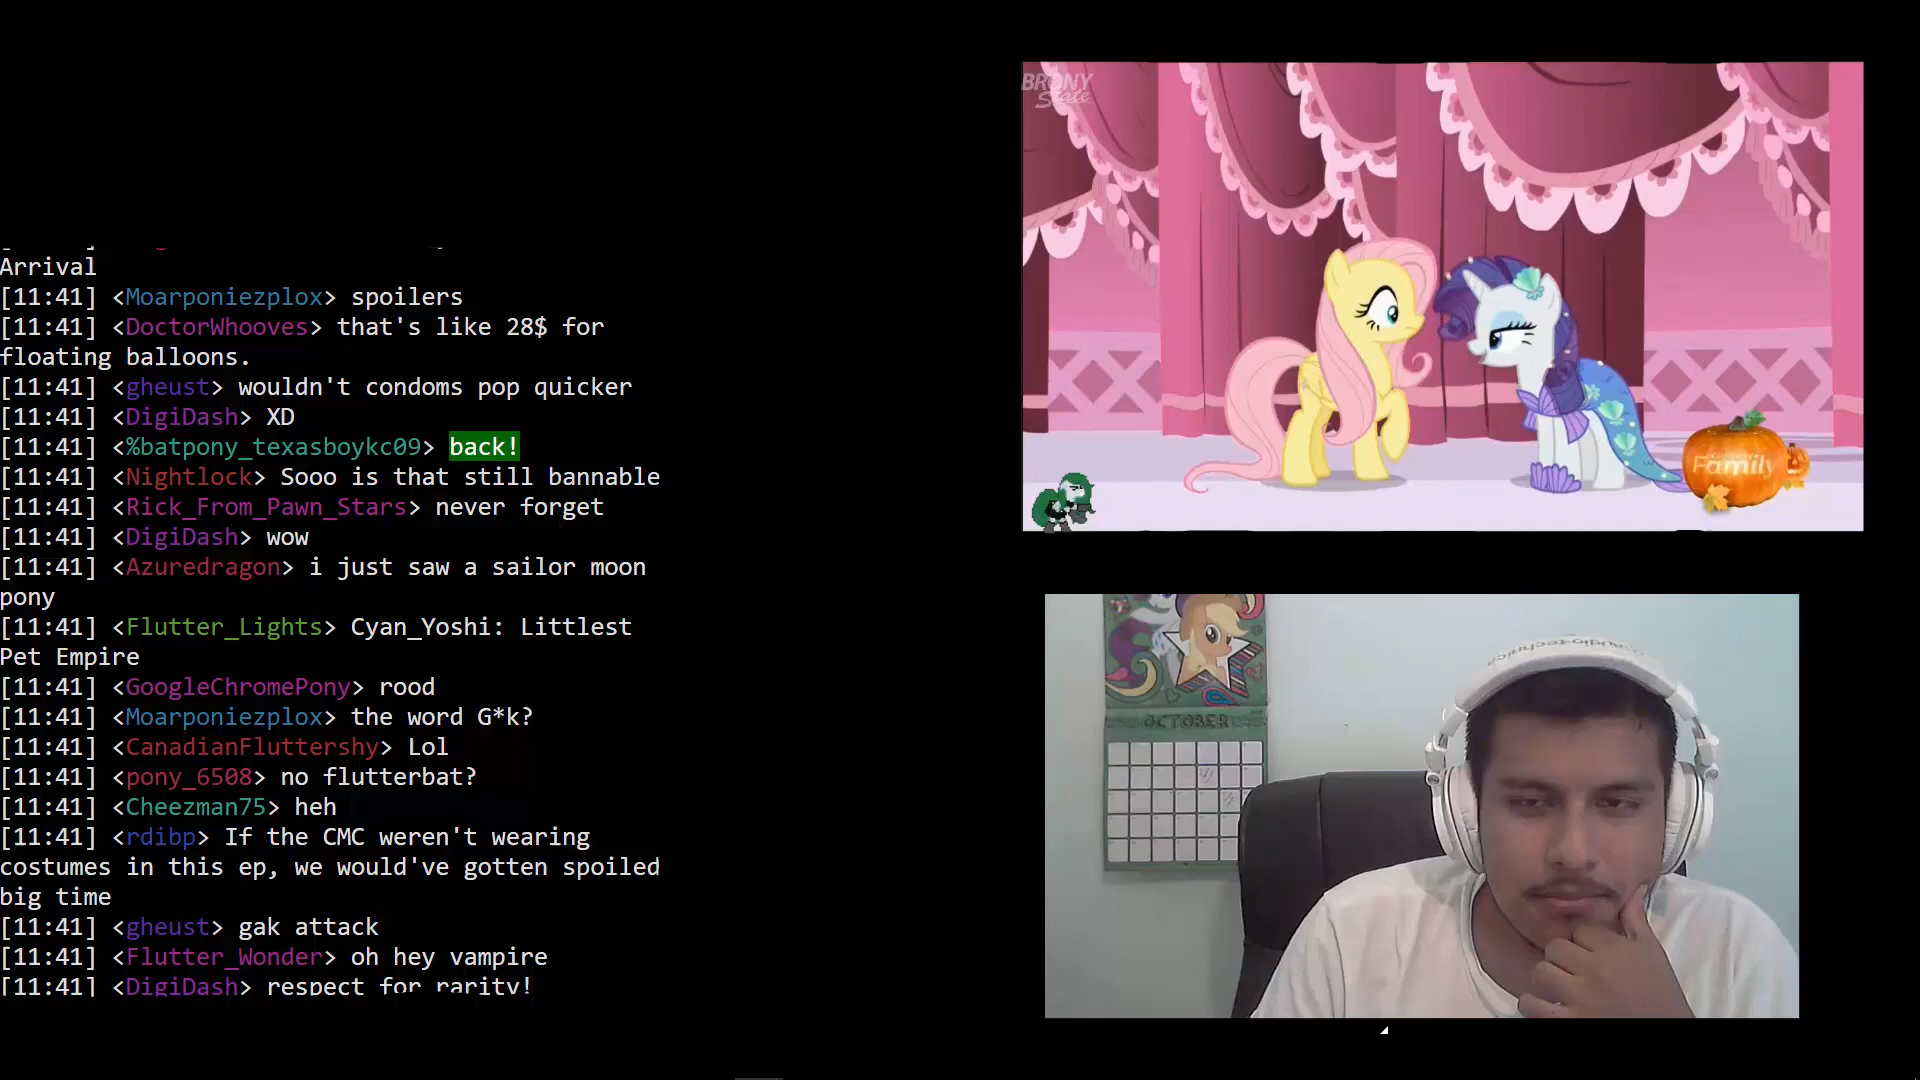 Arrival
[11:41] <Moarponiezplox> spoilers
[11:41] <DoctorWhooves> that's like 28$ for
floating balloons.
[11:41] <gheust> wouldn't condoms pop quicker
[11:41] <DigiDash> XD
[11:41] <%batpony_texasboykc09> back!
[11:41] <Nightlock> Sooo is that still bannable
[11:41] <Rick_From_Pawn_Stars> never forget
[11:41] <DigiDash> wow
[11:41] <Azuredragon> i just saw a sailor moon
pony
[11:41] <Flutter_Lights> Cyan_Yoshi: Littlest
Pet Empire
[11:41] <GoogleChromePony> rood
[11:41] <Moarponiezplox> the word G*k?
[11:41] <CanadianFluttershy> Lol
[11:41] <pony_6508> no flutterbat?
[11:41] <Cheezman75> heh
[11:41] <rdibp> If the CMC weren't wearing
costumes in this ep, we would've gotten spoiled
big time
[11:41] <gheust> gak attack
[11:41] <Flutter_Wonder> oh hey vampire
[11:41] <DigiDash> respect for rarity!
BRONY
State
Family
audio-technica
OCTOBER